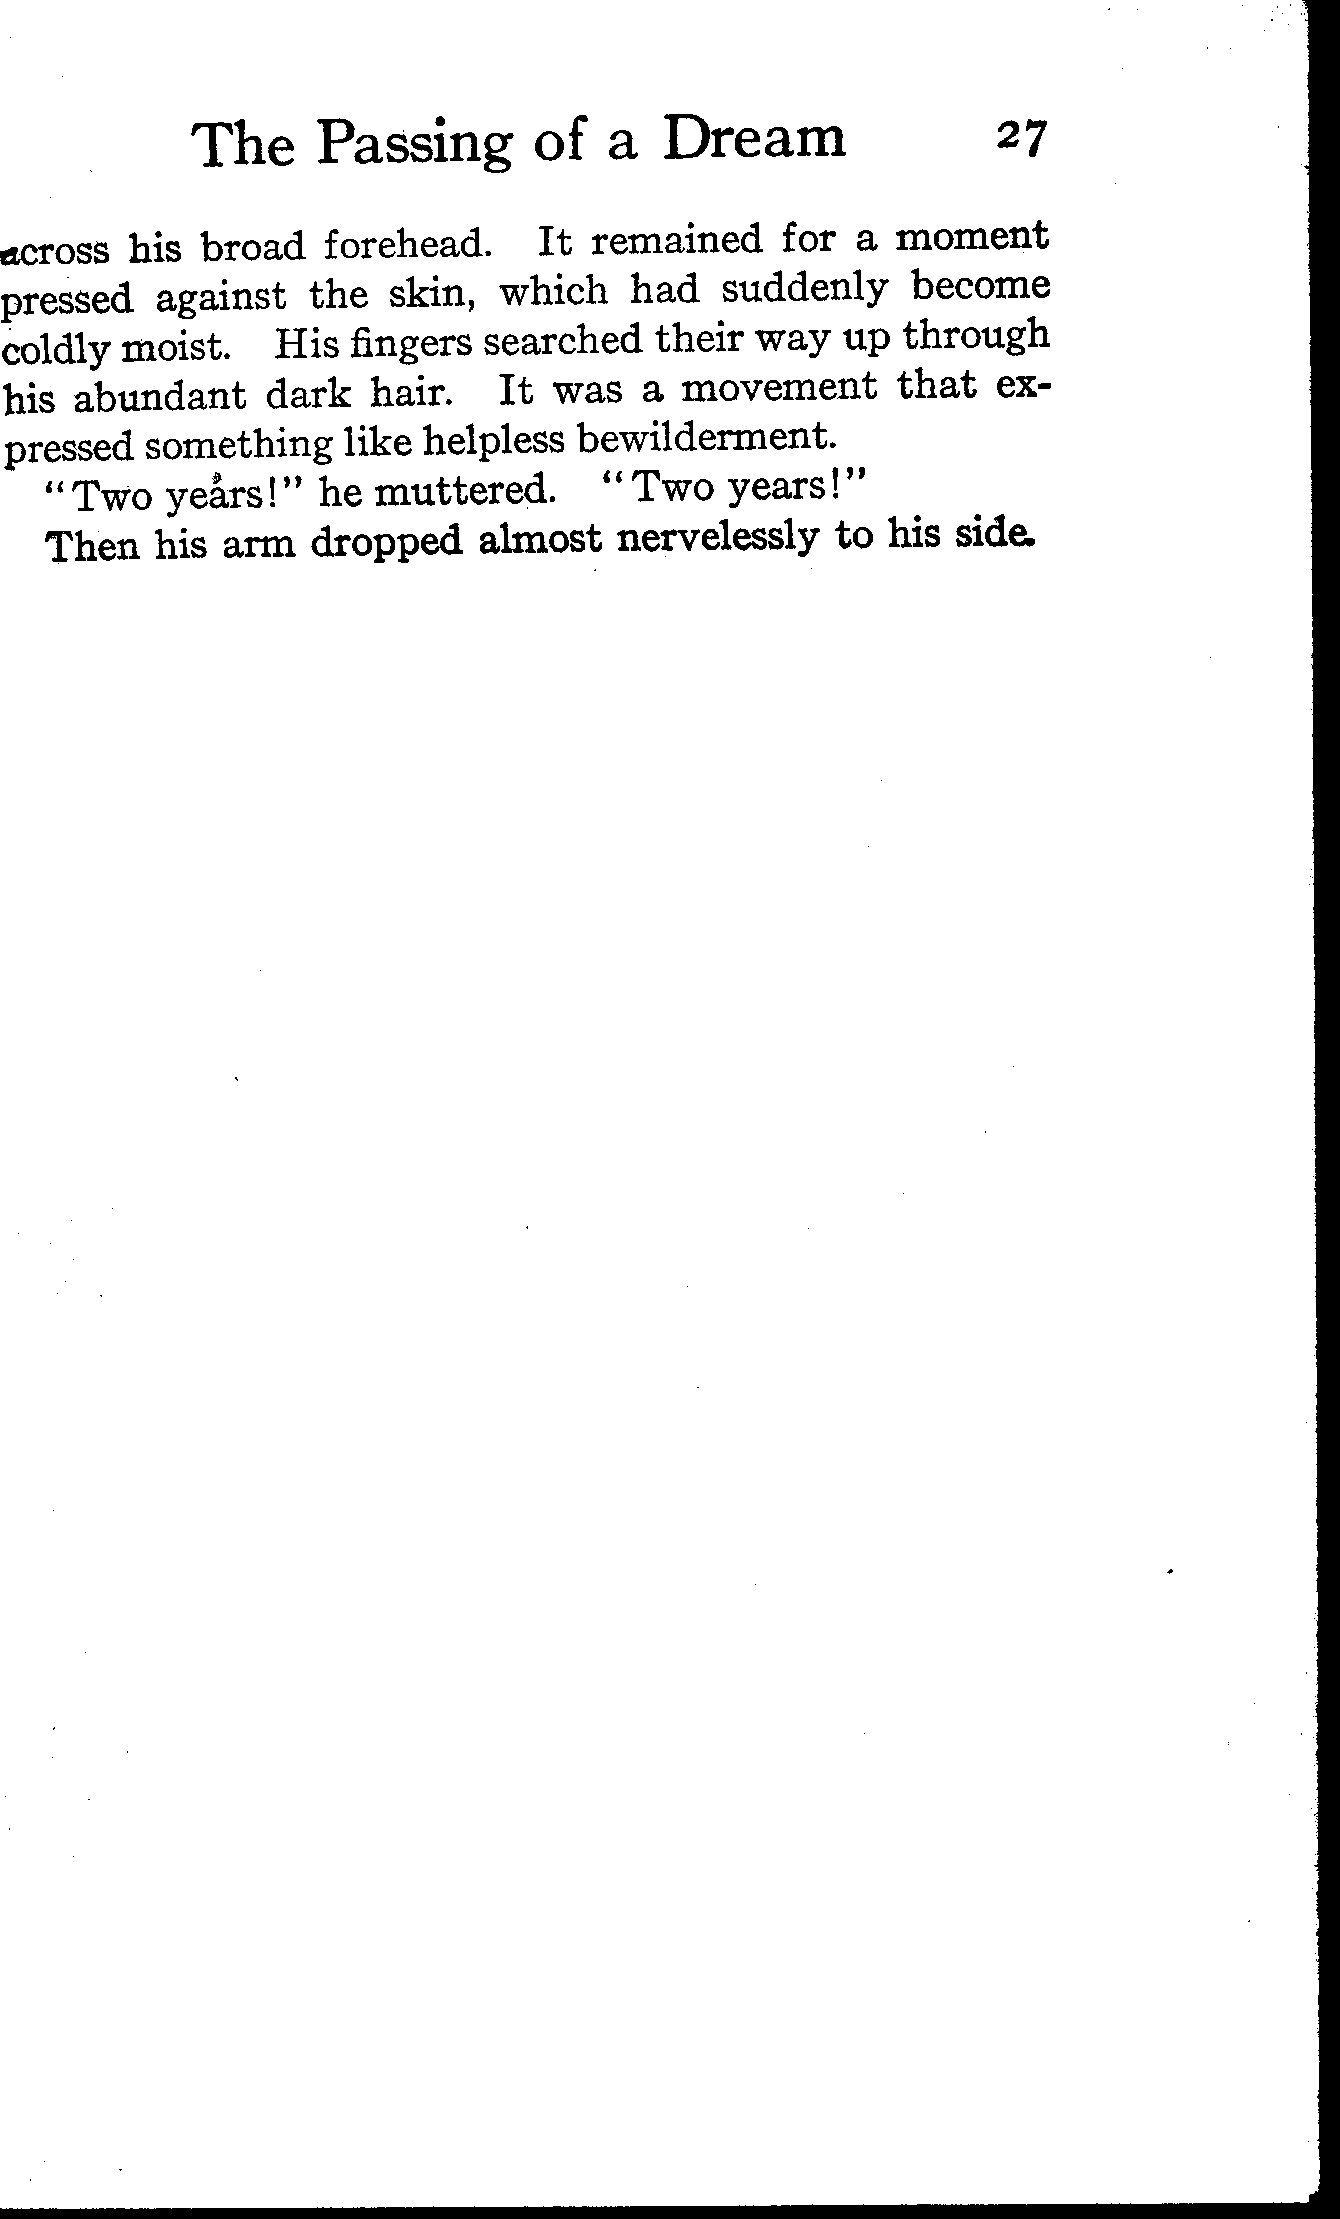 The Passing of a Dream 27
across his broad forehead. It remained for a moment
pressed against the skin, which had suddenly become
coldly moist. His fingers searched their way up through
his abundant dark hair. It was a movement that ex-
pressed something like helpless bewilderment.
"Two years!" he muttered. "Two years!"
Then his arm dropped almost nervelessly to his side.